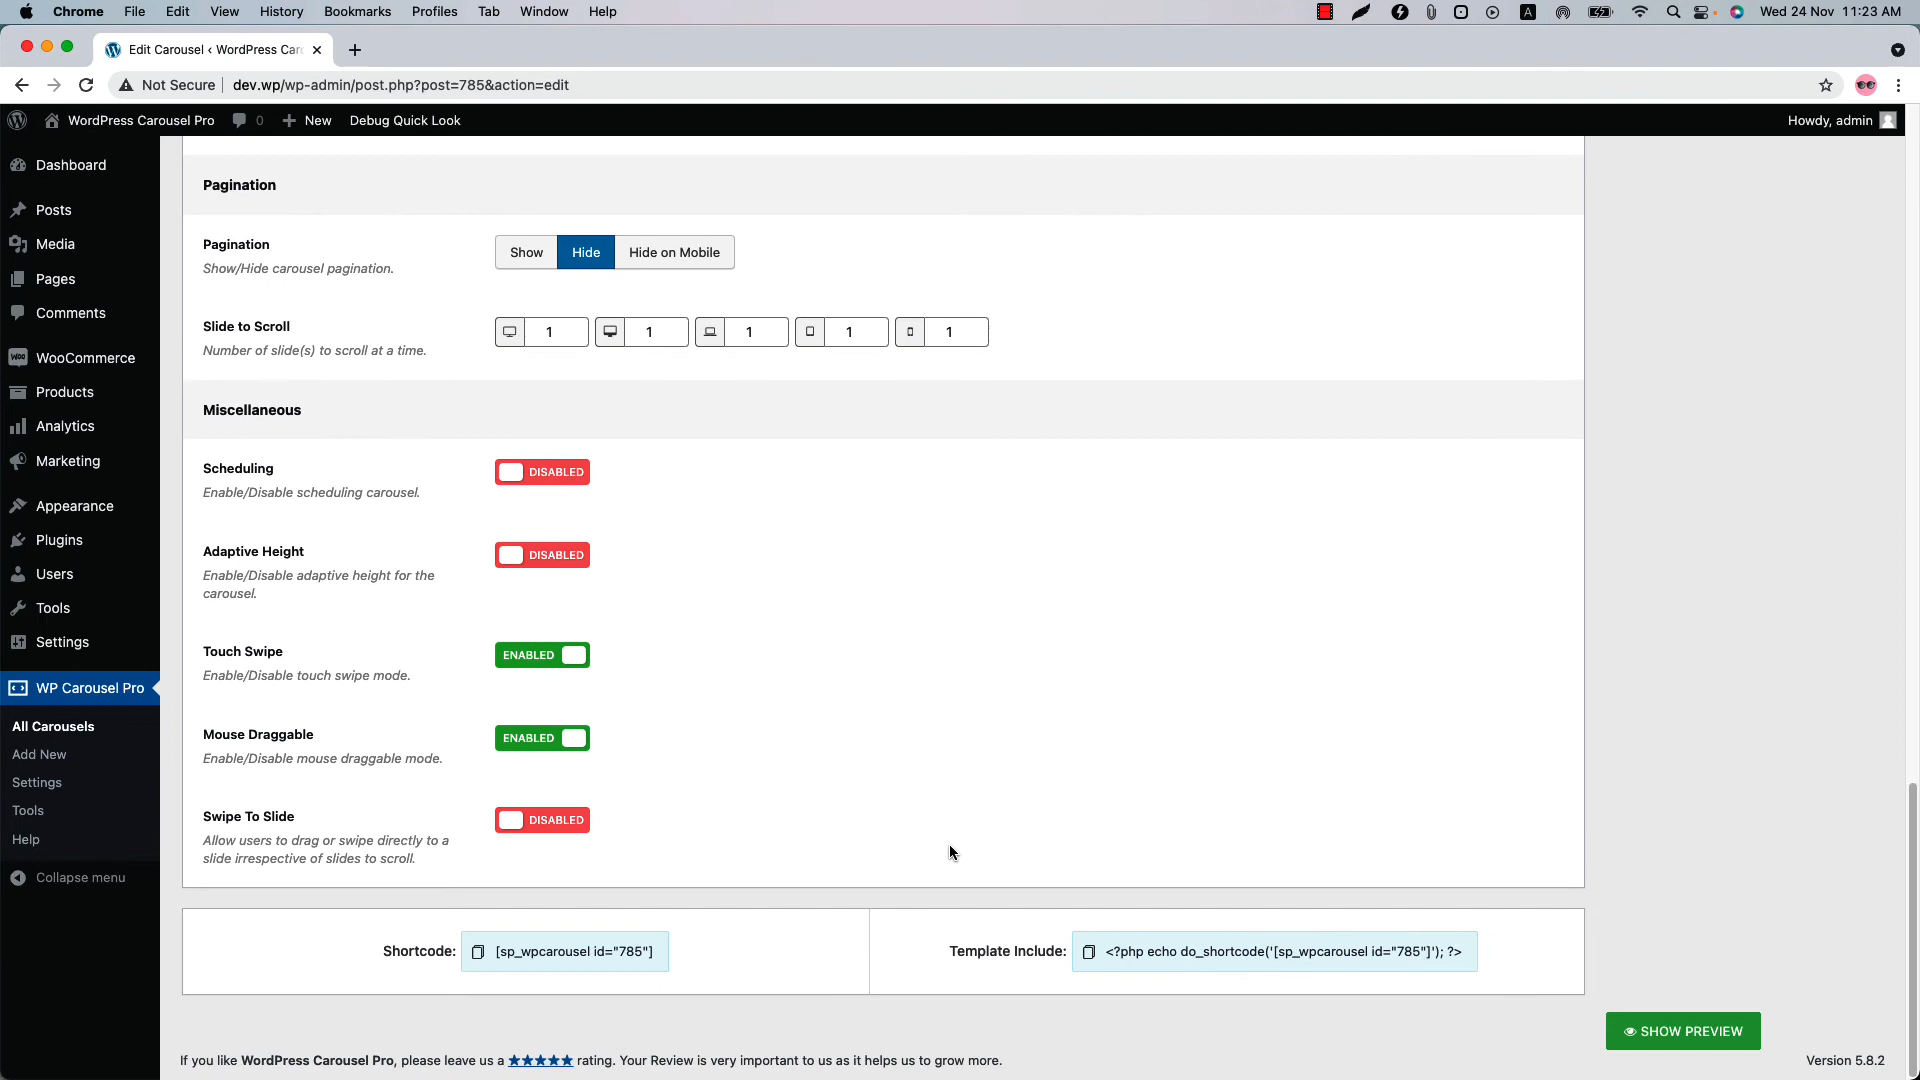 Chrome File Edit View History Bookmarks Profiles Tab Window Help A Wed 24 Nov 11:23 AM
Edit Carousel ‹ WordPress Car
Not Secure dev.wp/wp-admin/post.php?post=785&action=edit
WordPress Carousel Pro 0 New Debug Quick Look Howdy, admin
Dashboard
Posts
Media
Pages
Comments
WooCommerce
Products
Analytics
Marketing
Appearance
Plugins
Users
Tools
Settings
WP Carousel Pro
All Carousels
Add New
Settings
Tools
Help
Collapse menu
Pagination
Pagination
Show/Hide carousel pagination.
Show Hide Hide on Mobile
Slide to Scroll
Number of slide(s) to scroll at a time.
1 1 1 1 1
Miscellaneous
Scheduling
Enable/Disable scheduling carousel.
DISABLED
Adaptive Height
Enable/Disable adaptive height for the
carousel.
DISABLED
Touch Swipe
Enable/Disable touch swipe mode.
ENABLED
Mouse Draggable
Enable/Disable mouse draggable mode.
ENABLED
Swipe To Slide
Allow users to drag or swipe directly to a
slide irrespective of slides to scroll.
DISABLED
Shortcode: [sp_wpcarousel id="785"]
Template Include: <?php echo do_shortcode('[sp_wpcarousel id="785"]'); ?>
SHOW PREVIEW
If you like WordPress Carousel Pro, please leave us a ★★★★★ rating. Your Review is very important to us as it helps us to grow more.
Version 5.8.2